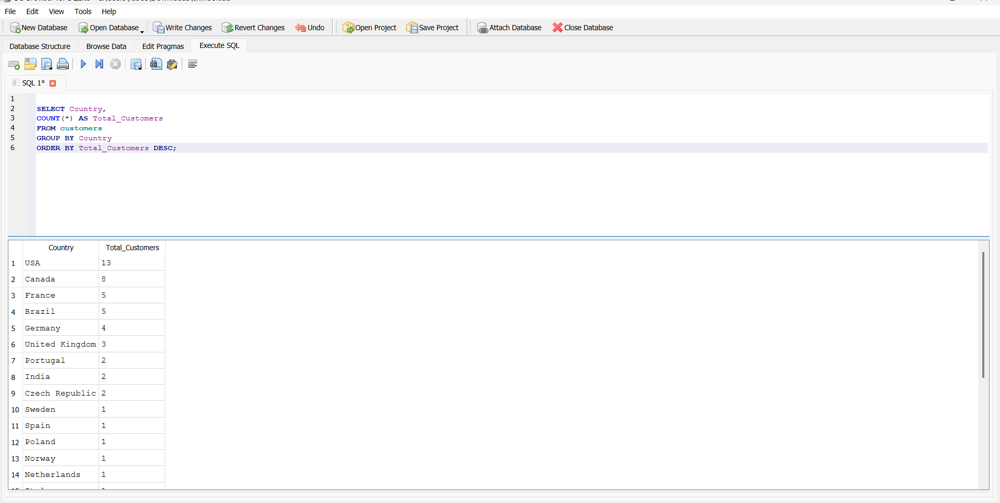 File Edit View Tools Help
New Database Open Database Write Changes Revert Changes Undo Open Project Save Project Attach Database Close Database
Database Structure Browse Data Edit Pragmas Execute SQL
SQL 1*
1
2 SELECT Country,
3 COUNT(*) AS Total_Customers
4 FROM customers
5 GROUP BY Country
6 ORDER BY Total_Customers DESC;
Country Total_Customers
1 USA 13
2 Canada 8
3 France 5
4 Brazil 5
5 Germany 4
6 United Kingdom 3
7 Portugal 2
8 India 2
9 Czech Republic 2
10 Sweden 1
11 Spain 1
12 Poland 1
13 Norway 1
14 Netherlands 1